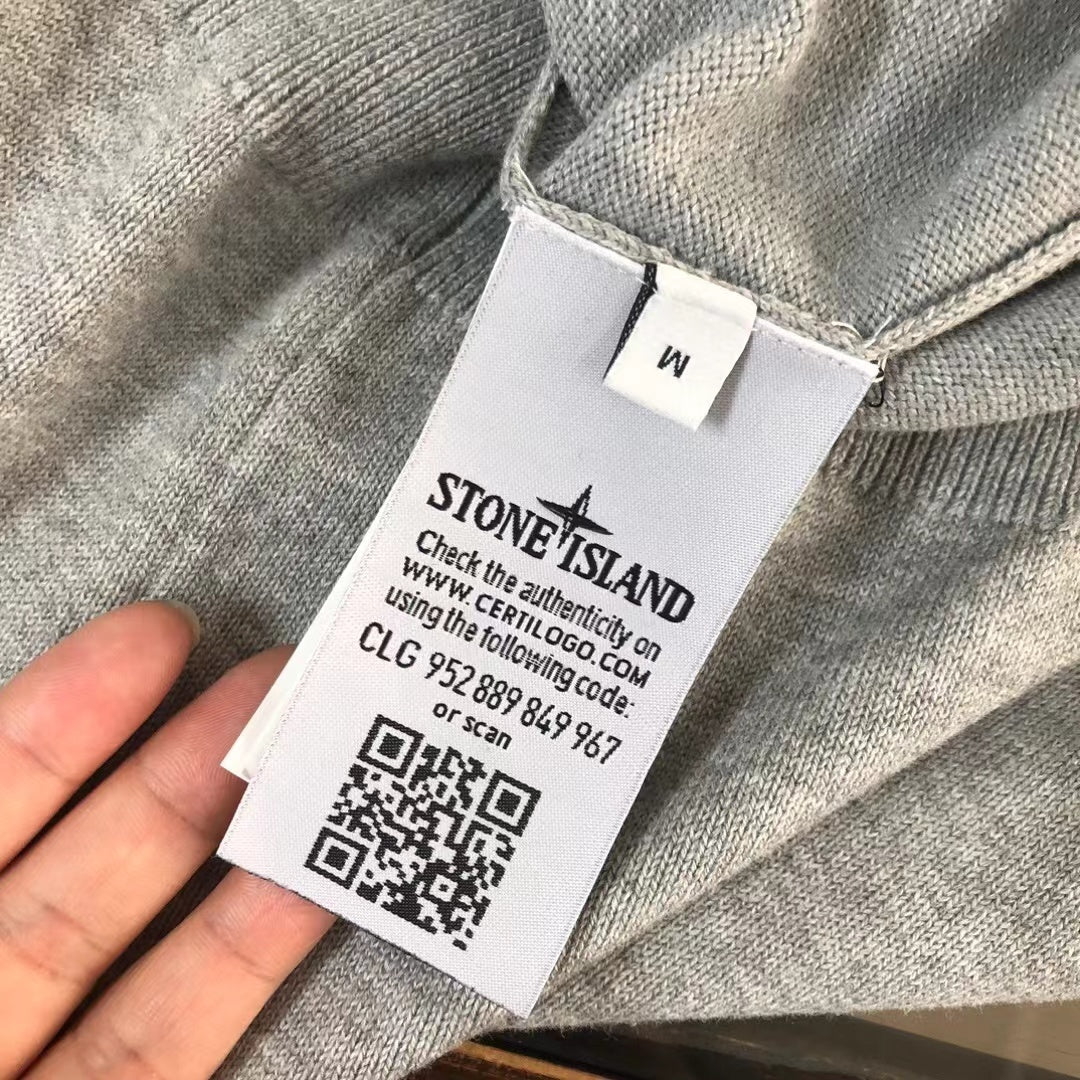 M
STONE ISLAND
Check the authenticity on
WWW.CERTILOGO.COM
using the following code:
CLG 952 889 849 967
or scan